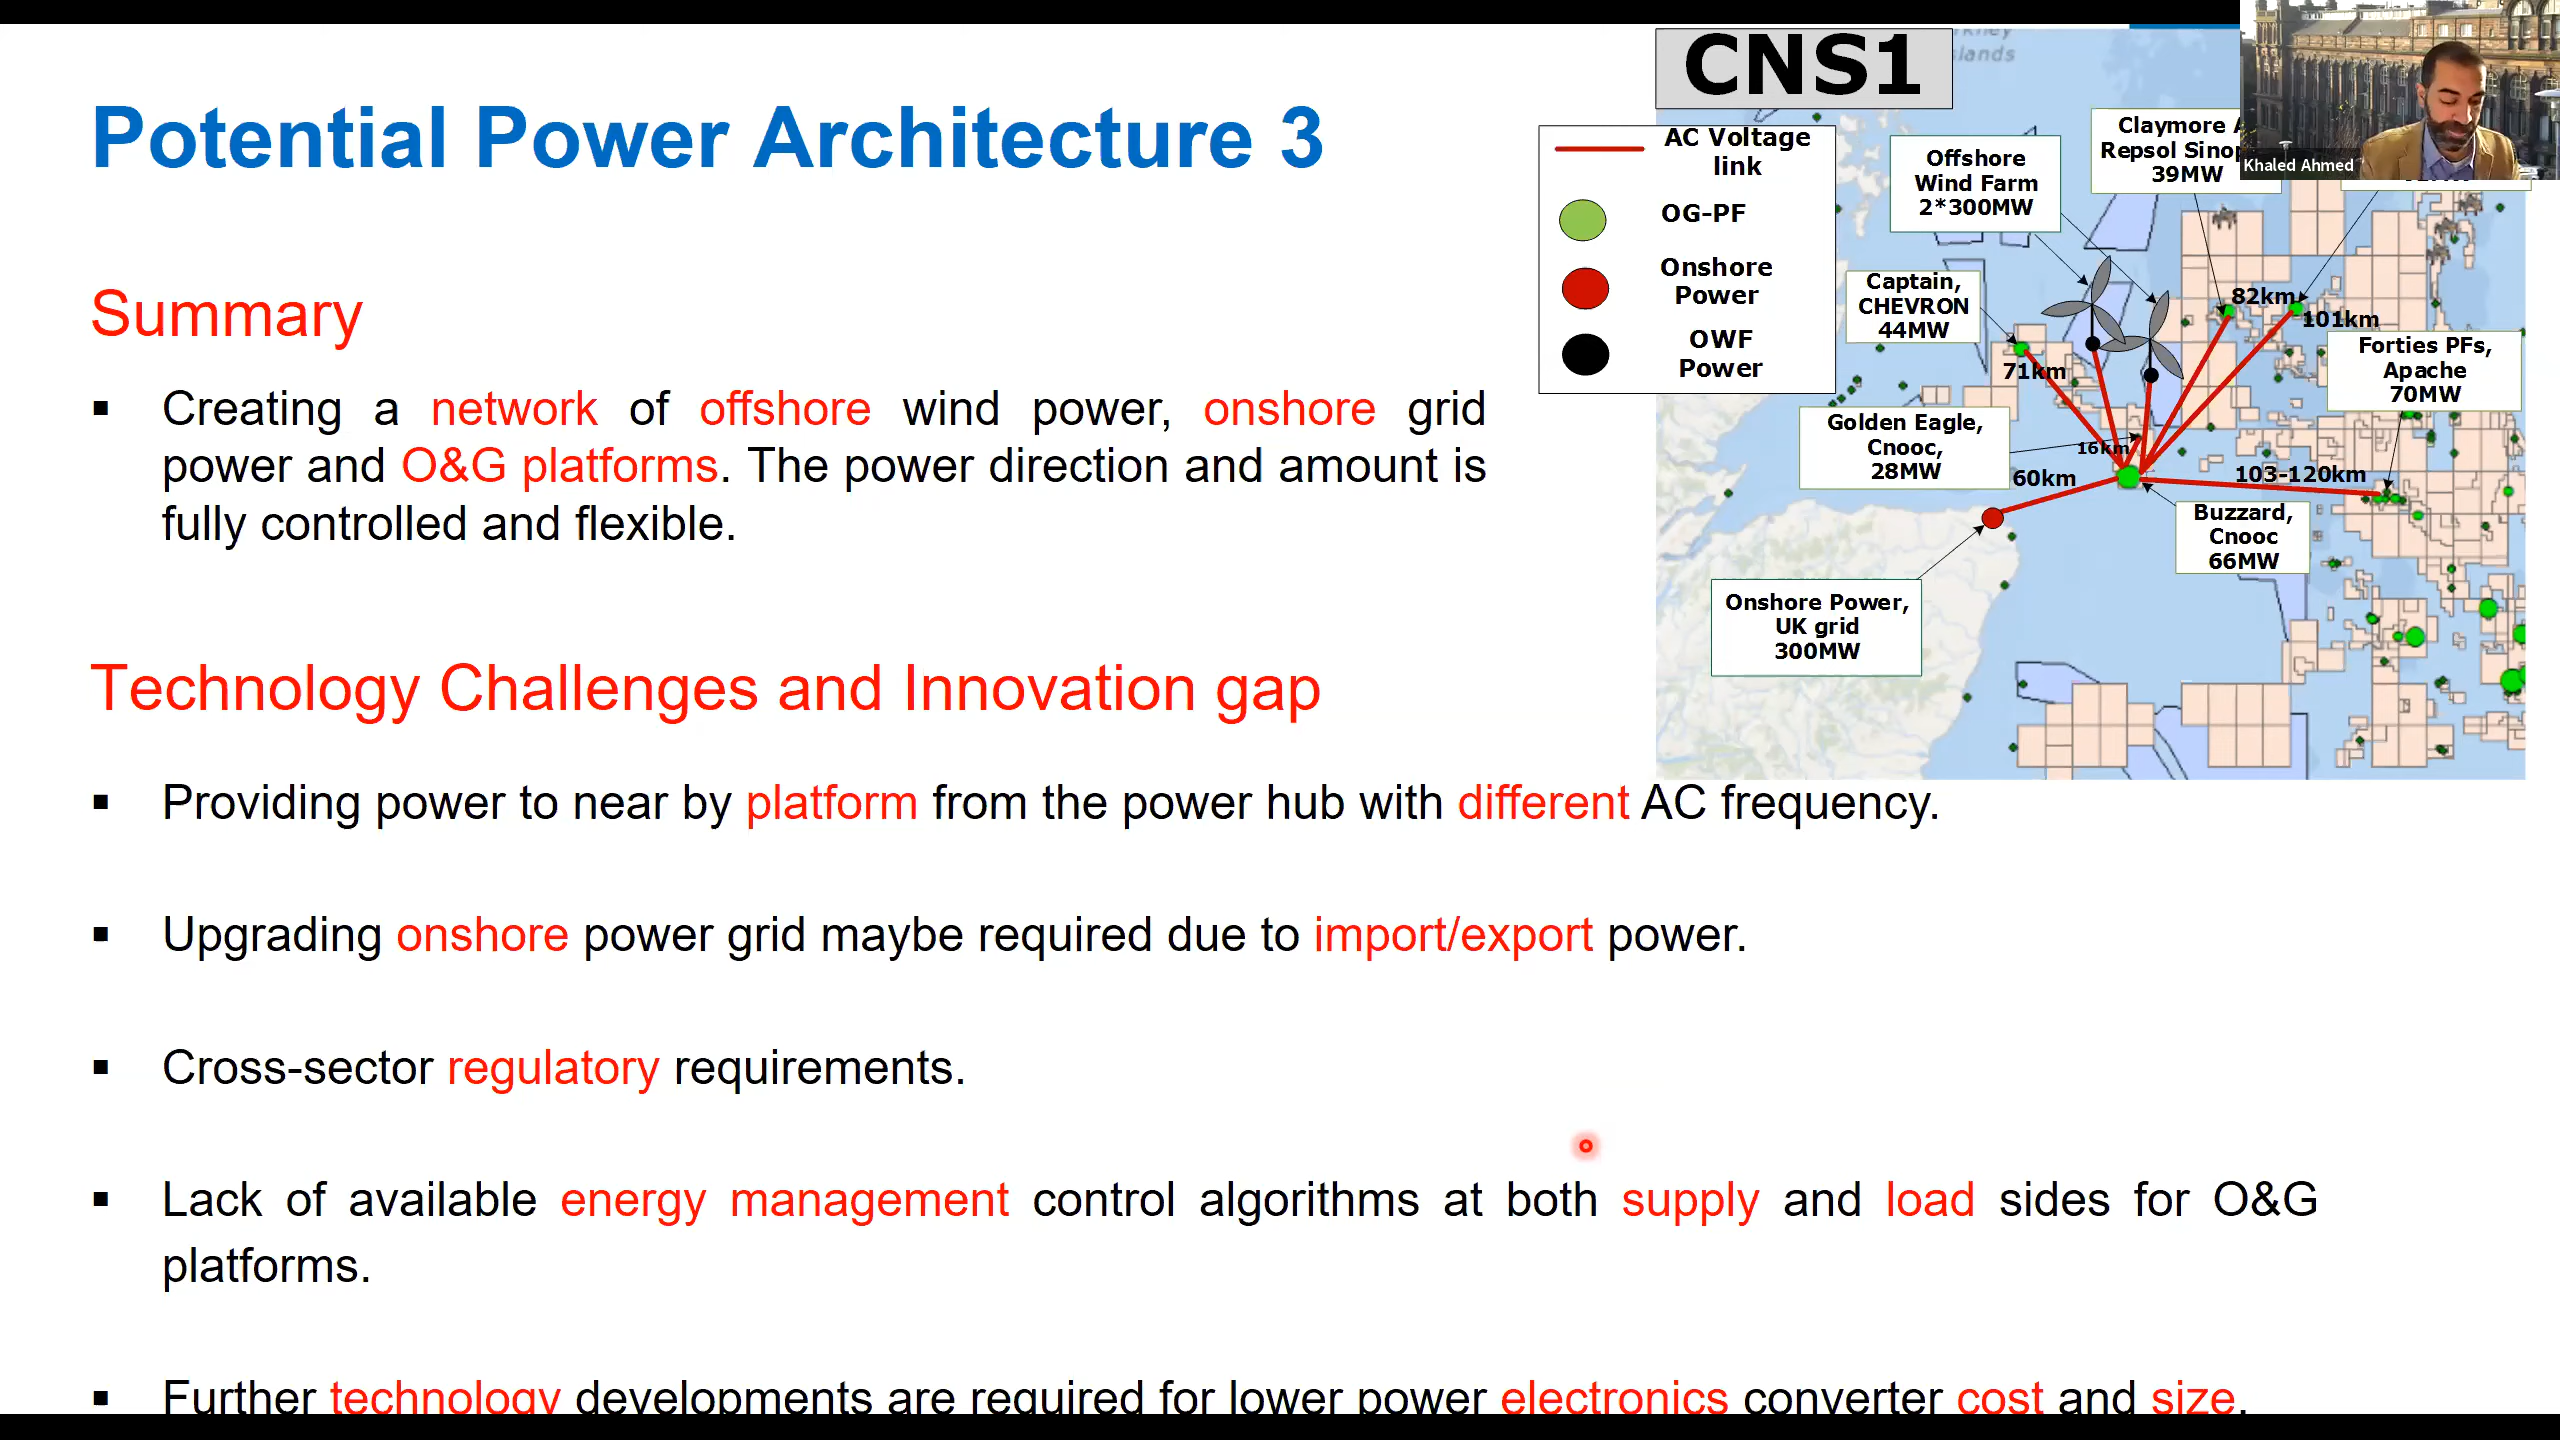 Potential Power Architecture 3
Summary
▪ Creating a network of offshore wind power, onshore grid
power and O&G platforms. The power direction and amount is
fully controlled and flexible.
Technology Challenges and Innovation gap
▪ Providing power to near by platform from the power hub with different AC frequency.
▪ Upgrading onshore power grid maybe required due to import/export power.
▪ Cross-sector regulatory requirements.
▪ Lack of available energy management control algorithms at both supply and load sides for O&G
platforms.
▪ Further technology developments are required for lower power electronics converter cost and size.
CNS1
AC Voltage
link
OG-PF
Onshore
Power
OWF
Power
slands
Offshore
Wind Farm
2*300MW
Claymore A
Repsol Sinop
39MW
Khaled Ahmed
Captain,
CHEVRON
44MW
82km
101km
71km
Forties PFs,
Apache
70MW
Golden Eagle,
Cnooc,
28MW
16km
60km
103-120km
Buzzard,
Cnooc
66MW
Onshore Power,
UK grid
300MW